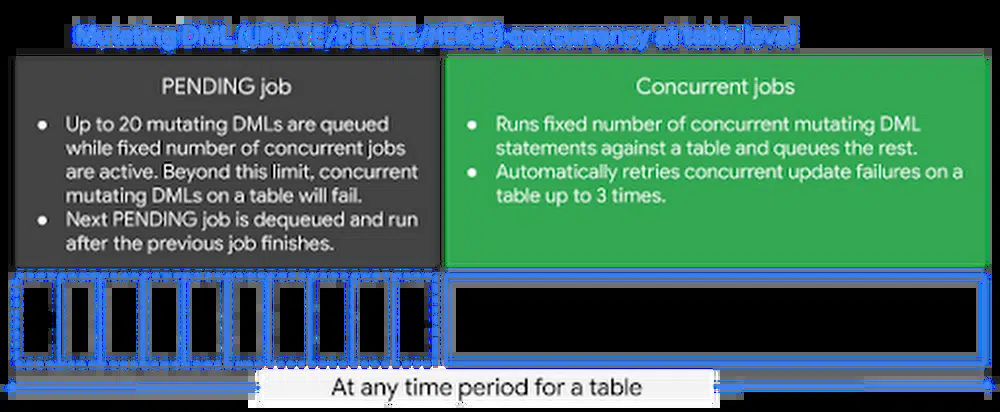 Mutating DML (UPDATE/DELETE/MERGE) concurrency at table level
PENDING job
● Up to 20 mutating DMLs are queued
while fixed number of concurrent jobs
are active. Beyond this limit, concurrent
mutating DMLs on a table will fail.
● Next PENDING job is dequeued and run
after the previous job finishes.
Concurrent jobs
● Runs fixed number of concurrent mutating DML
statements against a table and queues the rest.
● Automatically retries concurrent update failures on a
table up to 3 times.
At any time period for a table